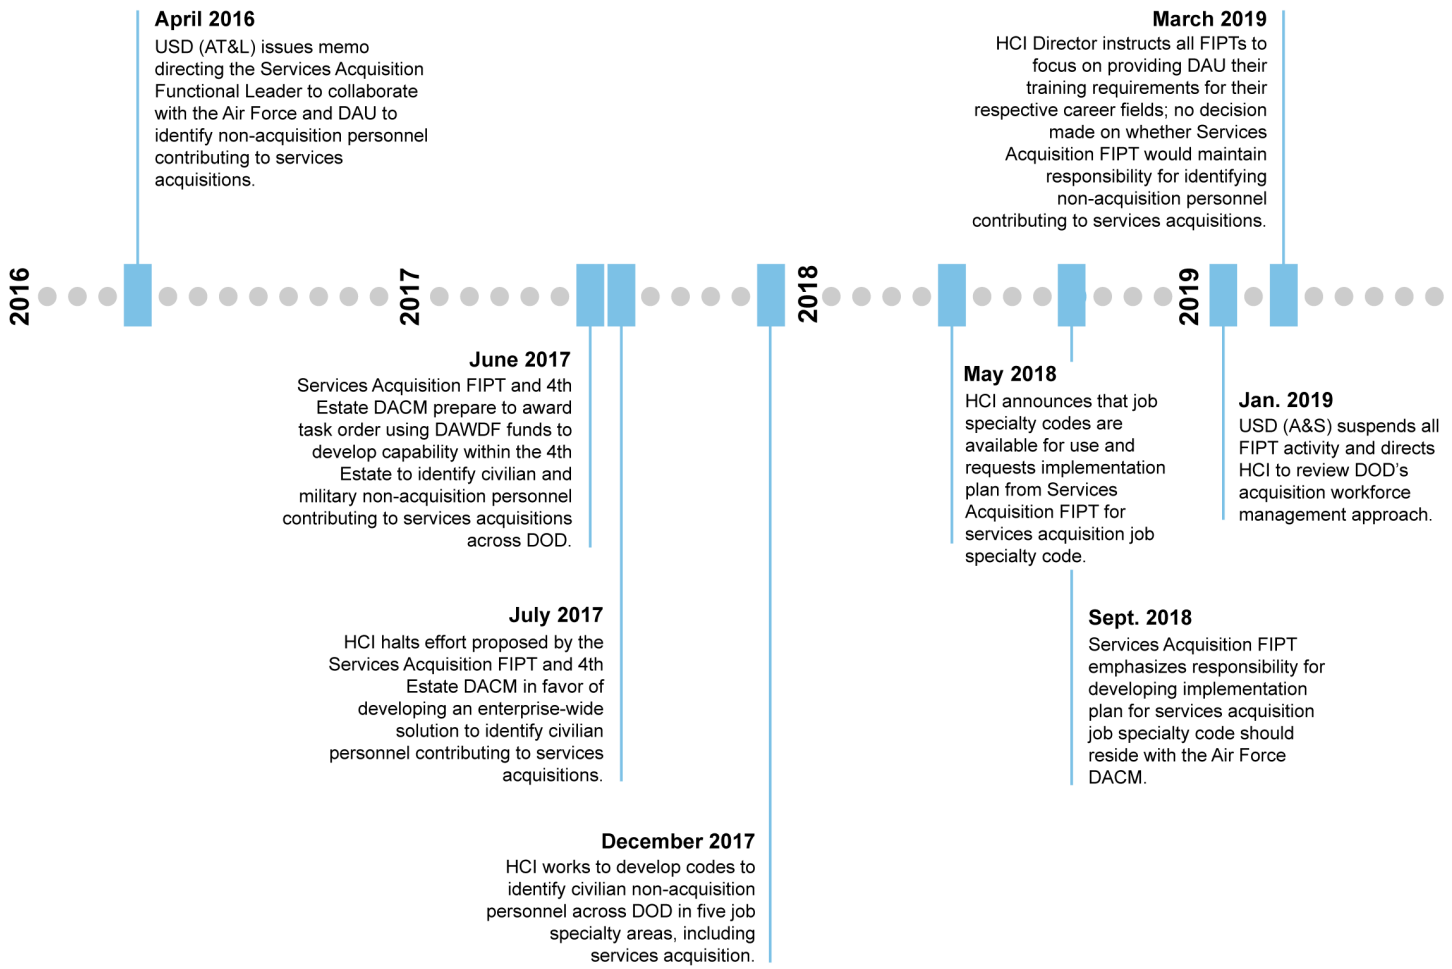 April 2016
USD (AT&L) issues memo
directing the Services Acquisition
Functional Leader to collaborate
with the Air Force and DAU to
identify non-acquisition personnel
contributing to services
acquisitions.
March 2019
HCI Director instructs all FIPTs to
focus on providing DAU their
training requirements for their
respective career fields; no decision
made on whether Services
Acquisition FIPT would maintain
responsibility for identifying
non-acquisition personnel
contributing to services acquisitions.
2016
2017
2018
2019
June 2017
Services Acquisition FIPT and 4th
Estate DACM prepare to award
task order using DAWDF funds to
develop capability within the 4th
Estate to identify civilian and
military non-acquisition personnel
contributing to services acquisitions
across DOD.
July 2017
HCI halts effort proposed by the
Services Acquisition FIPT and 4th
Estate DACM in favor of
developing an enterprise-wide
solution to identify civilian
personnel contributing to services
acquisitions.
December 2017
HCI works to develop codes to
identify civilian non-acquisition
personnel across DOD in five job
specialty areas, including
services acquisition.
May 2018
HCI announces that job
specialty codes are
available for use and
requests implementation
plan from Services
Acquisition FIPT for
services acquisition job
specialty code.
Sept. 2018
Services Acquisition FIPT
emphasizes responsibility for
developing implementation
plan for services acquisition
job specialty code should
reside with the Air Force
DACM.
Jan. 2019
USD (A&S) suspends all
FIPT activity and directs
HCI to review DOD’s
acquisition workforce
management approach.